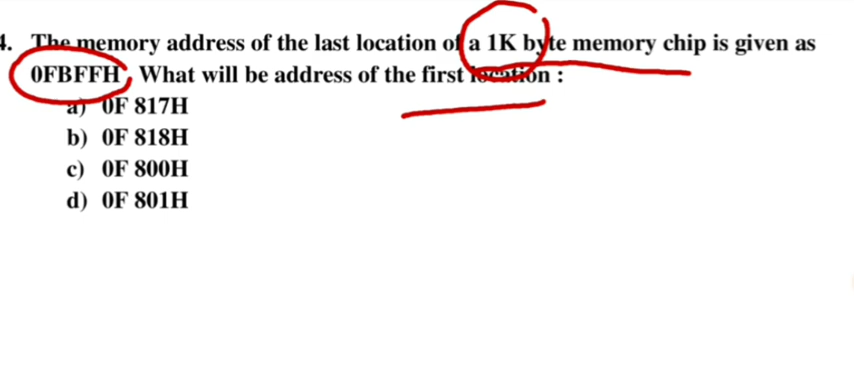 4. The memory address of the last location of a 1K byte memory chip is given as
0FBFFH. What will be address of the first location :
a) 0F 817H
b) 0F 818H
c) 0F 800H
d) 0F 801H